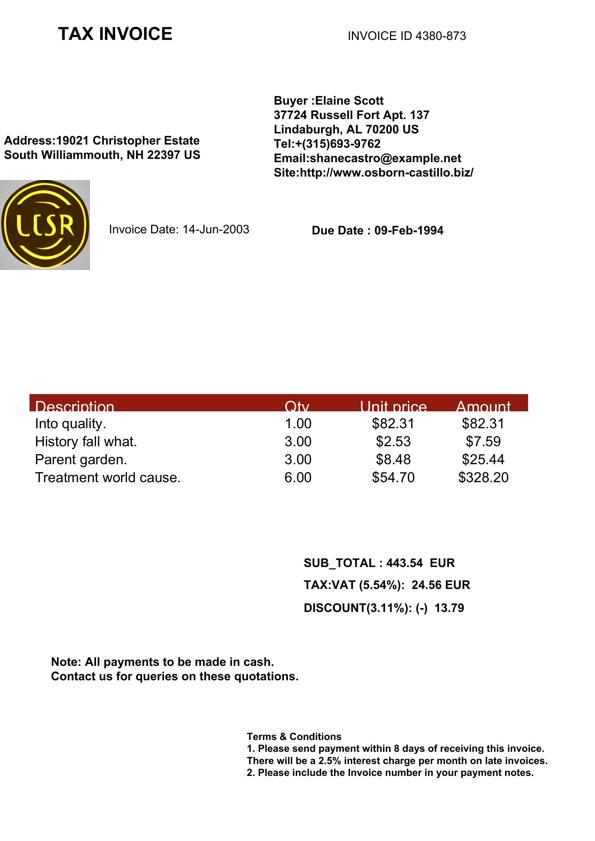 TAX INVOICE
INVOICE ID 4380-873
Buyer :Elaine Scott
37724 Russell Fort Apt. 137
Lindaburgh, AL 70200 US
Tel:+(315)693-9762
Email:shanecastro@example.net
Site:http://www.osborn-castillo.biz/
Address:19021 Christopher Estate
South Williammouth, NH 22397 US
Invoice Date: 14-Jun-2003
Due Date : 09-Feb-1994
Description Qty Unit price Amount
Into quality. 1.00 $82.31 $82.31
History fall what. 3.00 $2.53 $7.59
Parent garden. 3.00 $8.48 $25.44
Treatment world cause. 6.00 $54.70 $328.20
SUB_TOTAL : 443.54 EUR
TAX:VAT (5.54%): 24.56 EUR
DISCOUNT(3.11%): (-) 13.79
Note: All payments to be made in cash.
Contact us for queries on these quotations.
Terms & Conditions
1. Please send payment within 8 days of receiving this invoice.
There will be a 2.5% interest charge per month on late invoices.
2. Please include the Invoice number in your payment notes.